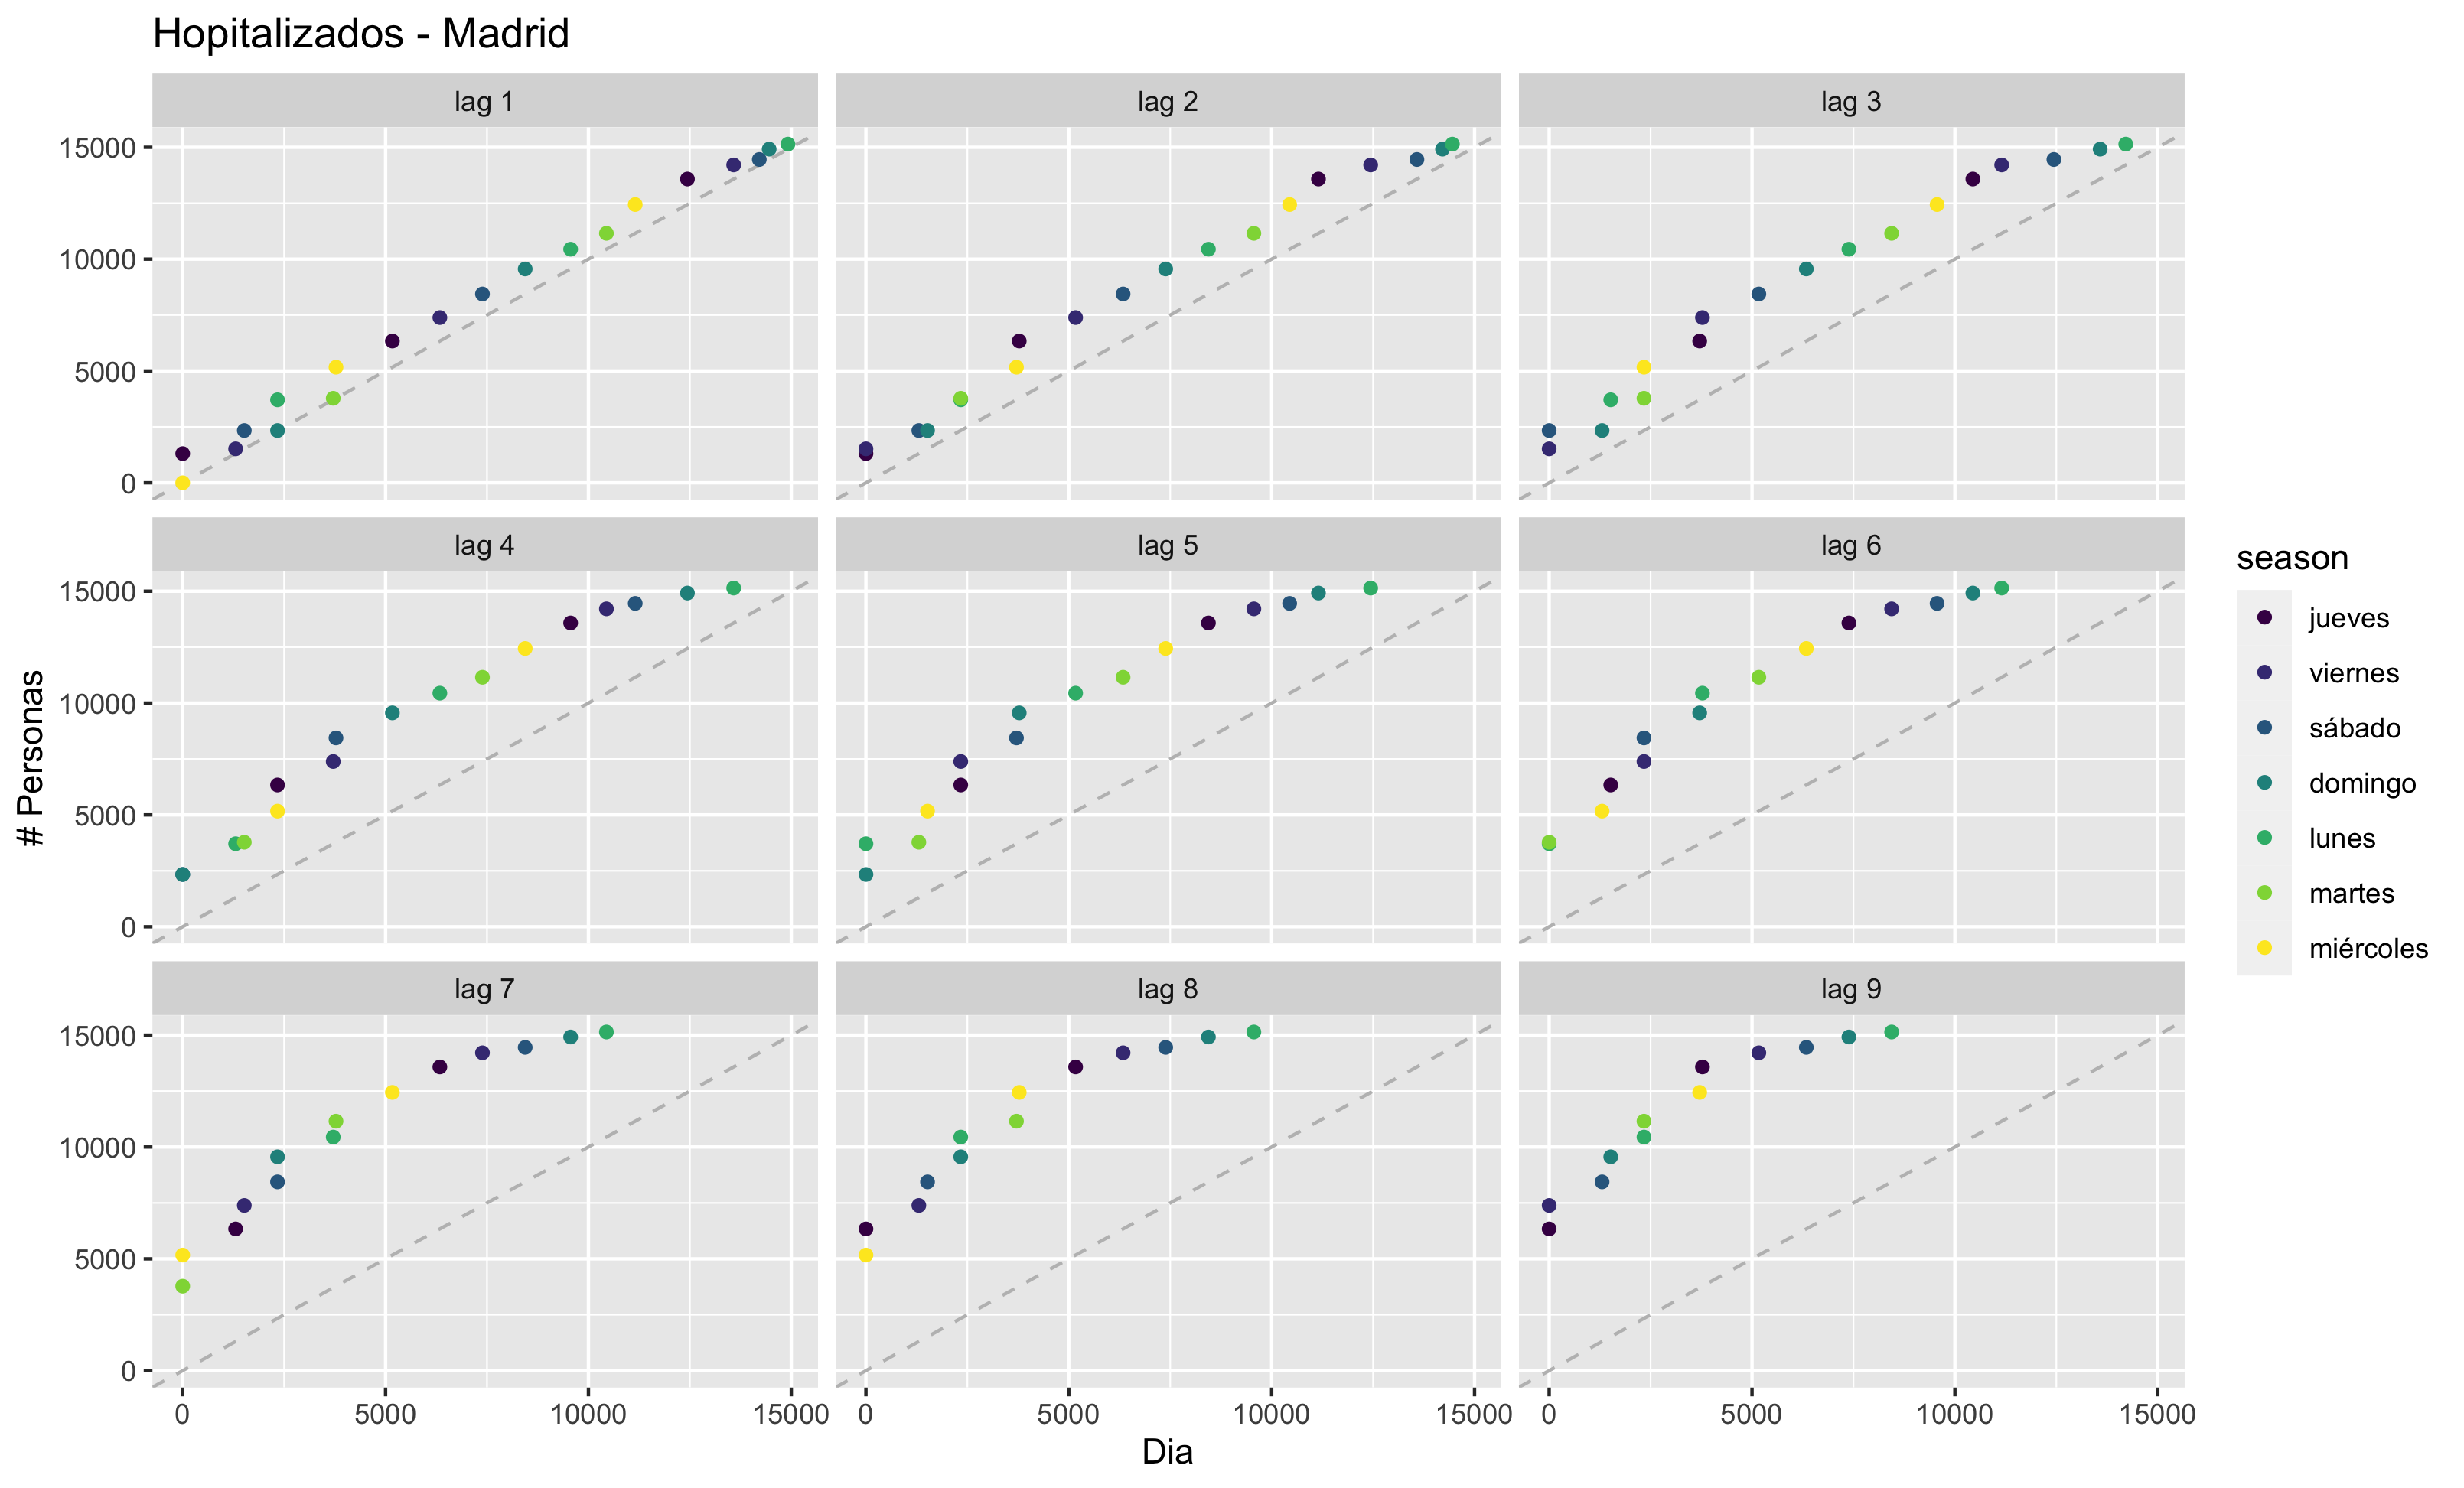 Hopitalizados - Madrid
lag 1
lag 2
lag 3
15000
10000
5000
0
lag 4
lag 5
lag 6
15000
10000
5000
0
lag 7
lag 8
lag 9
15000
10000
5000
0
0 5000 10000 15000
0 5000 10000 15000
0 5000 10000 15000
Dia
# Personas
season
jueves
viernes
sábado
domingo
lunes
martes
miércoles